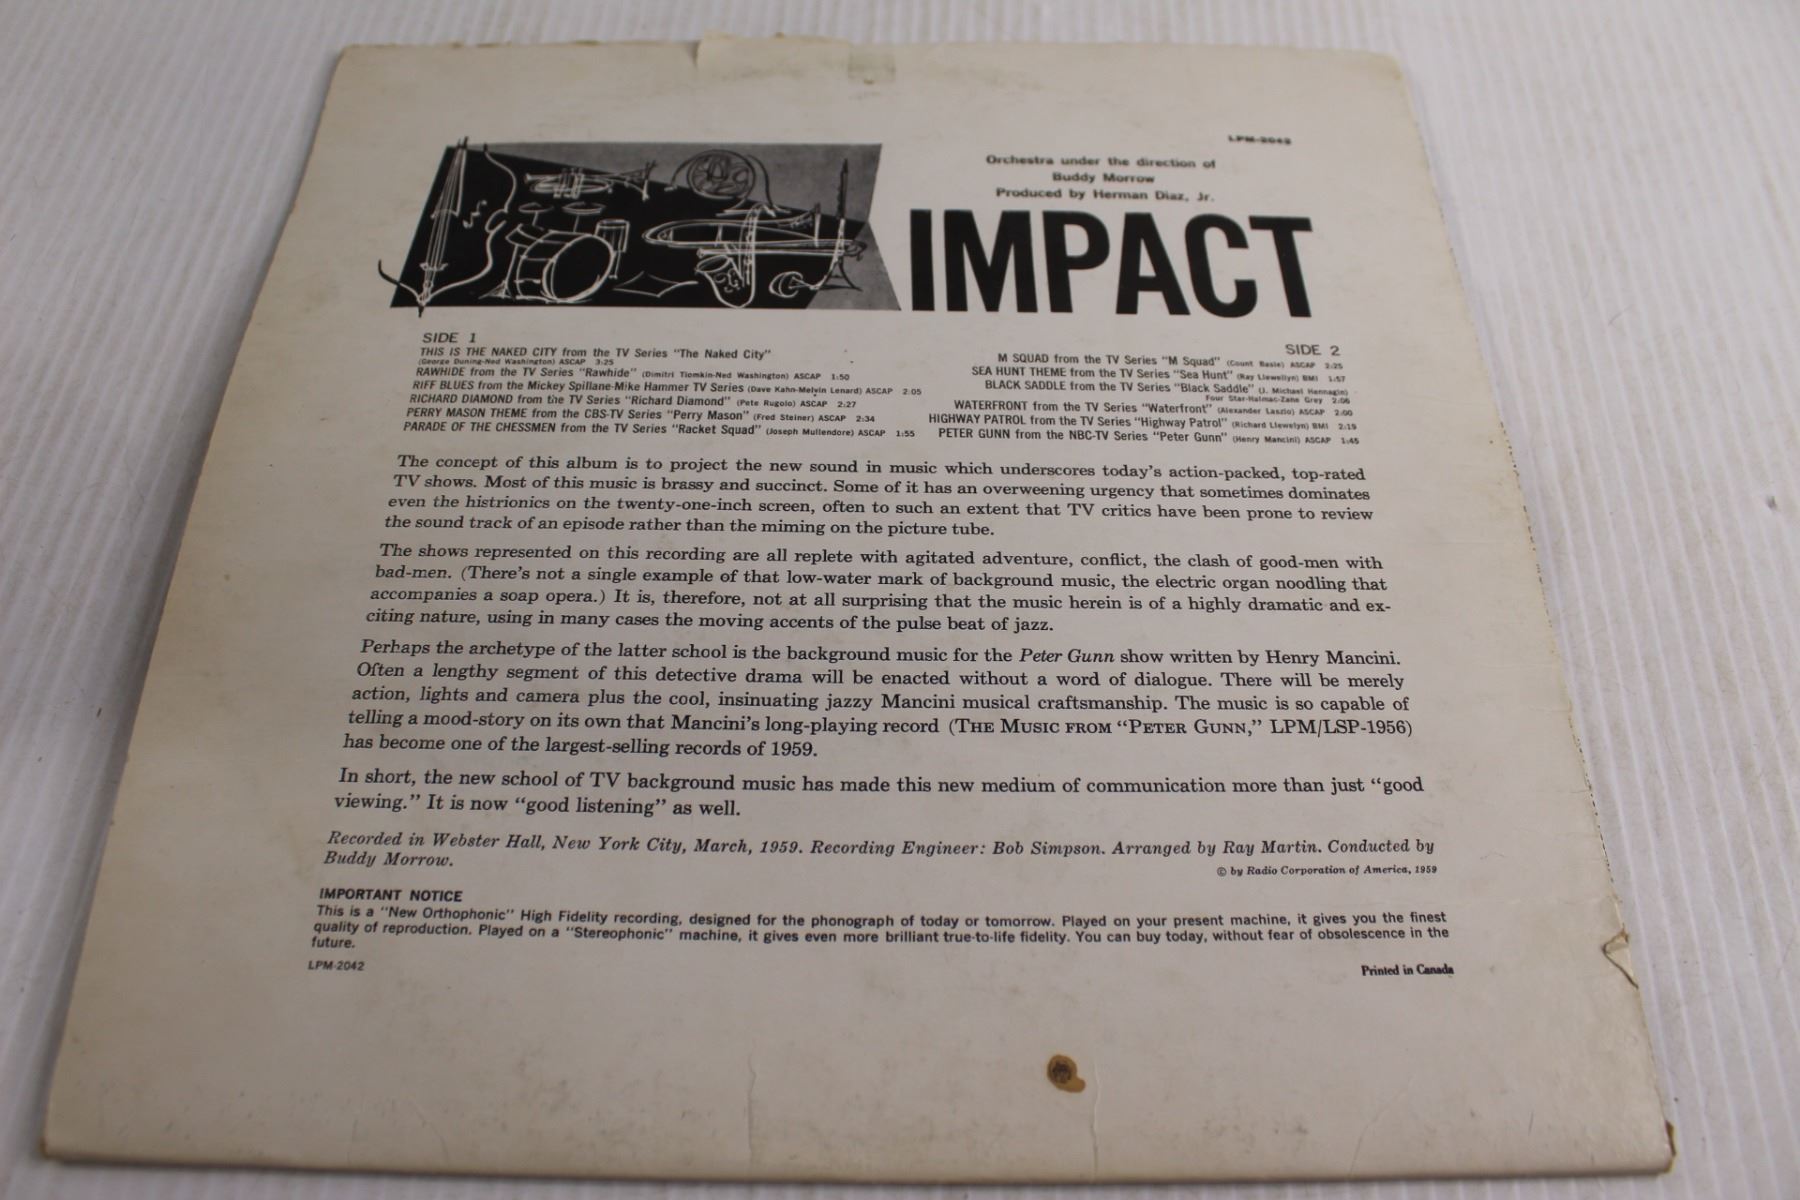 LPM-2042
Orchestra under the direction of
Buddy Morrow
Produced by Herman Diaz, Jr.
IMPACT
SIDE 1
THIS IS THE NAKED CITY from the TV Series "The Naked City"
(George Duning-Ned Washington) ASCAP 3:25
RAWHIDE from the TV Series "Rawhide" (Dimitri Tiomkin-Ned Washington) ASCAP 1:50
RIFF BLUES from the Mickey Spillane-Mike Hammer TV Series (Dave Kahn-Melvin Lenard) ASCAP 2:05
RICHARD DIAMOND from the TV Series "Richard Diamond" (Pete Rugolo) ASCAP 2:27
PERRY MASON THEME from the CBS-TV Series "Perry Mason" (Fred Steiner) ASCAP 2:34
PARADE OF THE CHESSMEN from the TV Series "Racket Squad" (Joseph Mullendore) ASCAP 1:55
SIDE 2
M SQUAD from the TV Series "M Squad" (Count Basie) ASCAP 2:25
SEA HUNT THEME from the TV Series "Sea Hunt" (Ray Llewellyn) BMI 1:57
BLACK SADDLE from the TV Series "Black Saddle" (J. Michael Hennagin)
Four Star-Halmac-Zane Grey 2:06
WATERFRONT from the TV Series "Waterfront" (Alexander Laszlo) ASCAP 2:00
HIGHWAY PATROL from the TV Series "Highway Patrol" (Richard Llewelyn) BMI 2:19
PETER GUNN from the NBC-TV Series "Peter Gunn" (Henry Mancini) ASCAP 1:45
The concept of this album is to project the new sound in music which underscores today's action-packed, top-rated
TV shows. Most of this music is brassy and succinct. Some of it has an overweening urgency that sometimes dominates
even the histrionics on the twenty-one-inch screen, often to such an extent that TV critics have been prone to review
the sound track of an episode rather than the miming on the picture tube.
The shows represented on this recording are all replete with agitated adventure, conflict, the clash of good-men with
bad-men. (There's not a single example of that low-water mark of background music, the electric organ noodling that
accompanies a soap opera.) It is, therefore, not at all surprising that the music herein is of a highly dramatic and ex-
citing nature, using in many cases the moving accents of the pulse beat of jazz.
Perhaps the archetype of the latter school is the background music for the Peter Gunn show written by Henry Mancini.
Often a lengthy segment of this detective drama will be enacted without a word of dialogue. There will be merely
action, lights and camera plus the cool, insinuating jazzy Mancini musical craftsmanship. The music is so capable of
telling a mood-story on its own that Mancini's long-playing record (THE MUSIC FROM "PETER GUNN," LPM/LSP-1956)
has become one of the largest-selling records of 1959.
In short, the new school of TV background music has made this new medium of communication more than just "good
viewing." It is now "good listening" as well.
Recorded in Webster Hall, New York City, March, 1959. Recording Engineer: Bob Simpson. Arranged by Ray Martin. Conducted by
Buddy Morrow.
© by Radio Corporation of America, 1959
IMPORTANT NOTICE
This is a "New Orthophonic" High Fidelity recording, designed for the phonograph of today or tomorrow. Played on your present machine, it gives you the finest
quality of reproduction. Played on a "Stereophonic" machine, it gives even more brilliant true-to-life fidelity. You can buy today, without fear of obsolescence in the
future.
LPM-2042
Printed in Canada